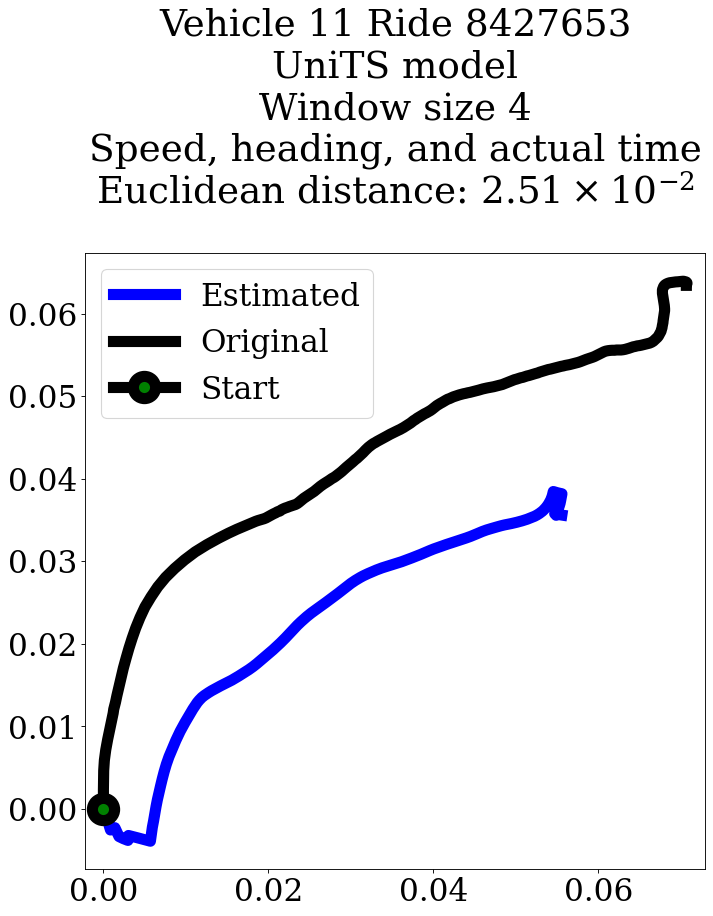 Vehicle 11 Ride 8427653
UniTS model
Window size 4
Speed, heading, and actual time
Euclidean distance: 2.51 × 10⁻²
Estimated
Original
Start
0.06
0.05
0.04
0.03
0.02
0.01
0.00
0.00 0.02 0.04 0.06